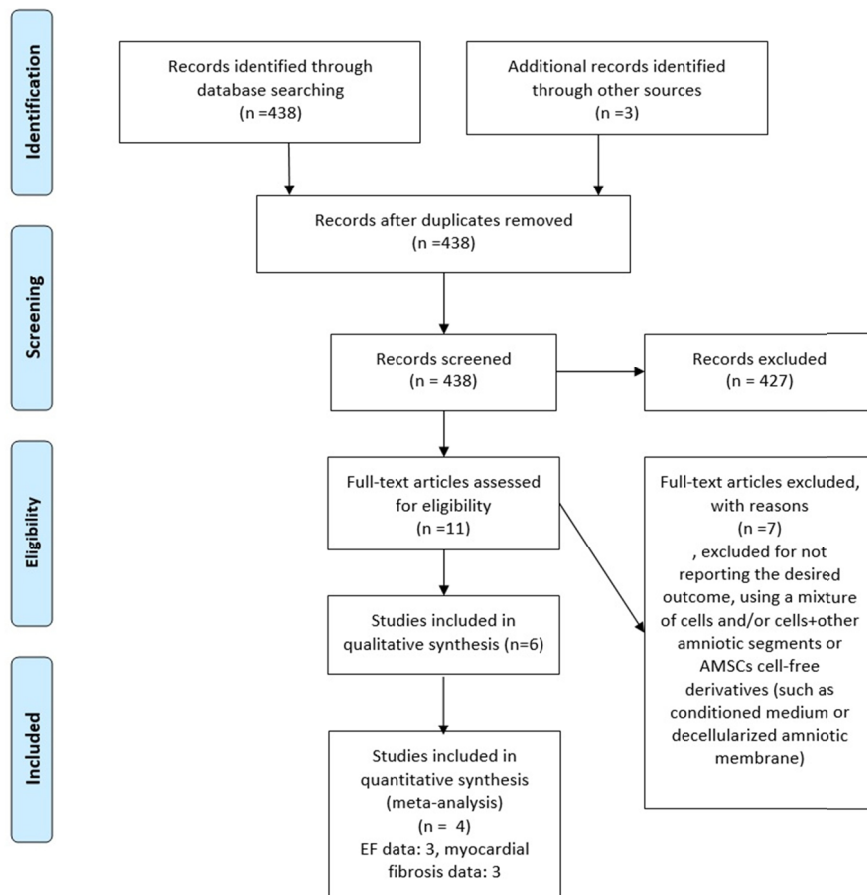 Identification
Records identified through
database searching
(n =438)
Additional records identified
through other sources
(n =3)
Records after duplicates removed
(n =438)
Screening
Records screened
(n = 438)
Records excluded
(n = 427)
Eligibility
Full-text articles assessed
for eligibility
(n =11)
Full-text articles excluded,
with reasons
(n =7)
, excluded for not
reporting the desired
outcome, using a mixture
of cells and/or cells+other
amniotic segments or
AMSCs cell-free
derivatives (such as
conditioned medium or
decellularized amniotic
membrane)
Studies included in
qualitative synthesis (n=6)
Included
Studies included in
quantitative synthesis
(meta-analysis)
(n = 4)
EF data: 3, myocardial
fibrosis data: 3